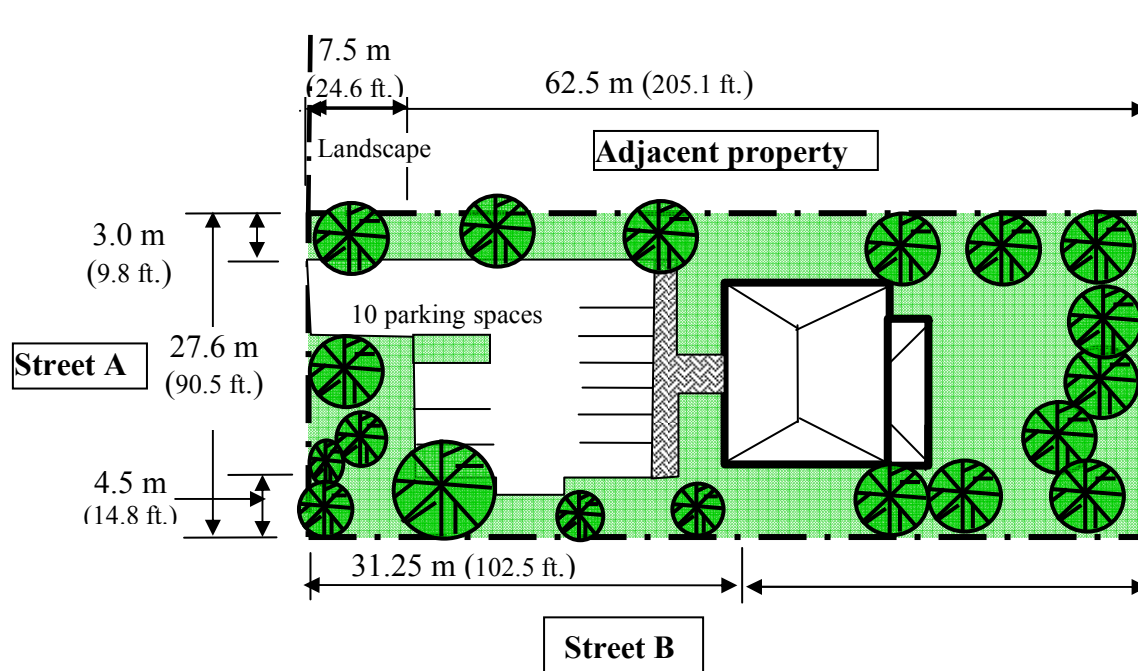 7.5 m
(24.6 ft.)
62.5 m (205.1 ft.)
Landscape
Adjacent property
3.0 m
(9.8 ft.)
10 parking spaces
Street A
27.6 m
(90.5 ft.)
4.5 m
(14.8 ft.)
31.25 m (102.5 ft.)
Street B